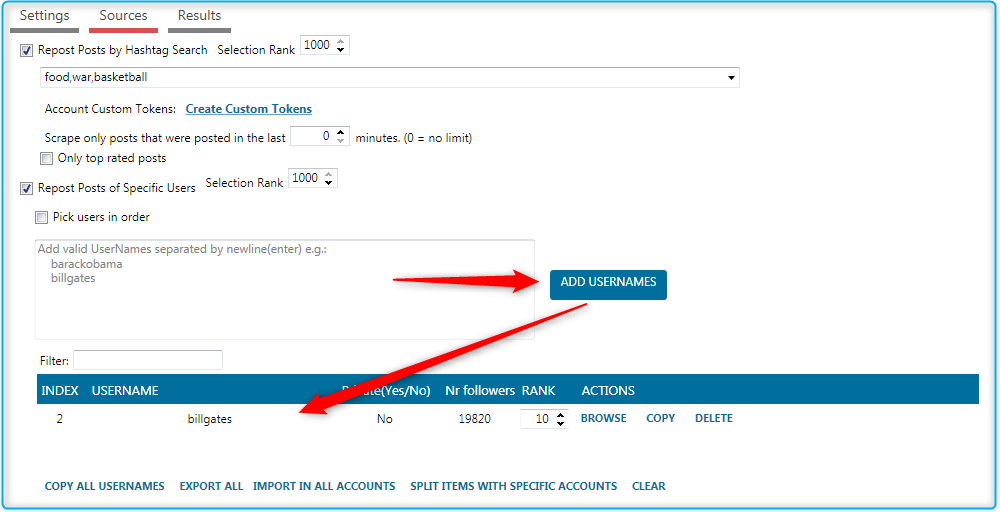 Settings Sources Results
Repost Posts by Hashtag Search Selection Rank 1000
food,war,basketball
Account Custom Tokens: Create Custom Tokens
Scrape only posts that were posted in the last 0 minutes. (0 = no limit)
Only top rated posts
Repost Posts of Specific Users Selection Rank 1000
Pick users in order
Add valid UserNames separated by newline(enter) e.g.:
barackobama
billgates
ADD USERNAMES
Filter:
INDEX USERNAME (Yes/No) Nr followers RANK ACTIONS
2 billgates No 19820 10 BROWSE COPY DELETE
COPY ALL USERNAMES EXPORT ALL IMPORT IN ALL ACCOUNTS SPLIT ITEMS WITH SPECIFIC ACCOUNTS CLEAR